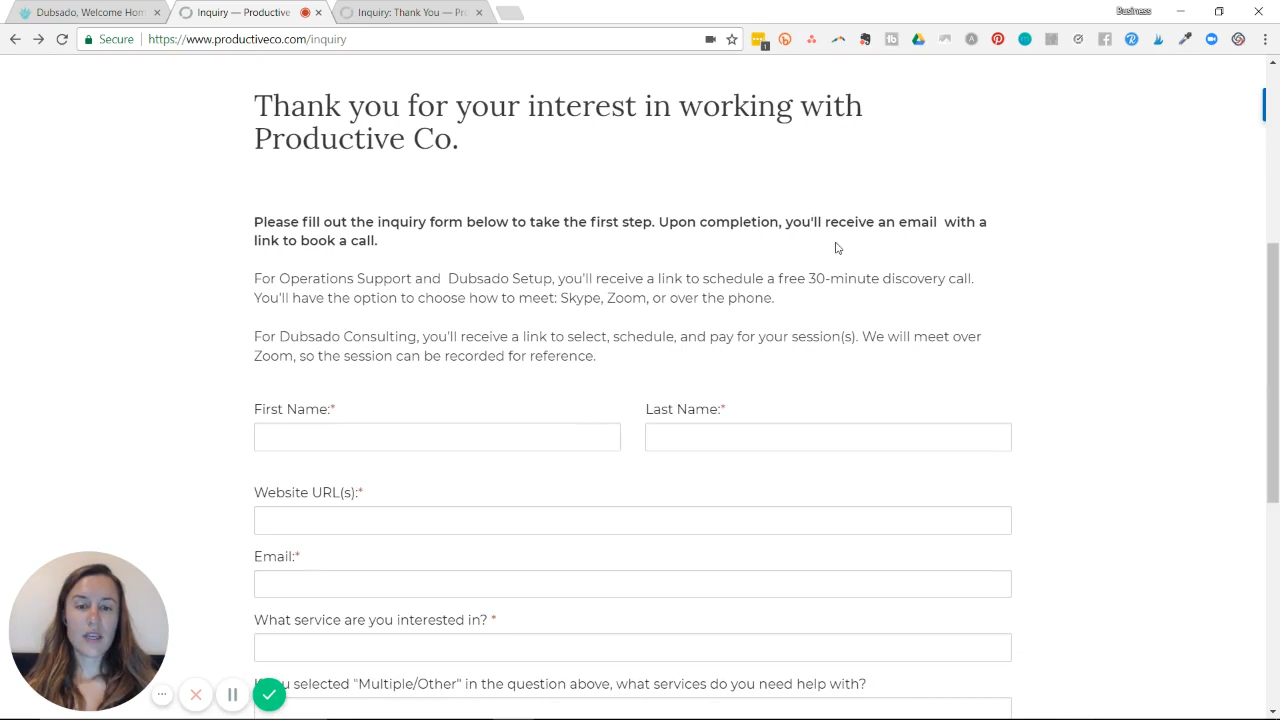 Dubsado, Welcome Hom
Inquiry — Productive
Inquiry: Thank You — Pro
Business
Secure
https://www.productiveco.com/inquiry
1
Thank you for your interest in working with
Productive Co.
Please fill out the inquiry form below to take the first step. Upon completion, you'll receive an email with a
link to book a call.
For Operations Support and Dubsado Setup, you'll receive a link to schedule a free 30-minute discovery call.
You'll have the option to choose how to meet: Skype, Zoom, or over the phone.
For Dubsado Consulting, you'll receive a link to select, schedule, and pay for your session(s). We will meet over
Zoom, so the session can be recorded for reference.
First Name:*
Last Name:*
Website URL(s):*
Email:*
What service are you interested in? *
you selected "Multiple/Other" in the question above, what services do you need help with?